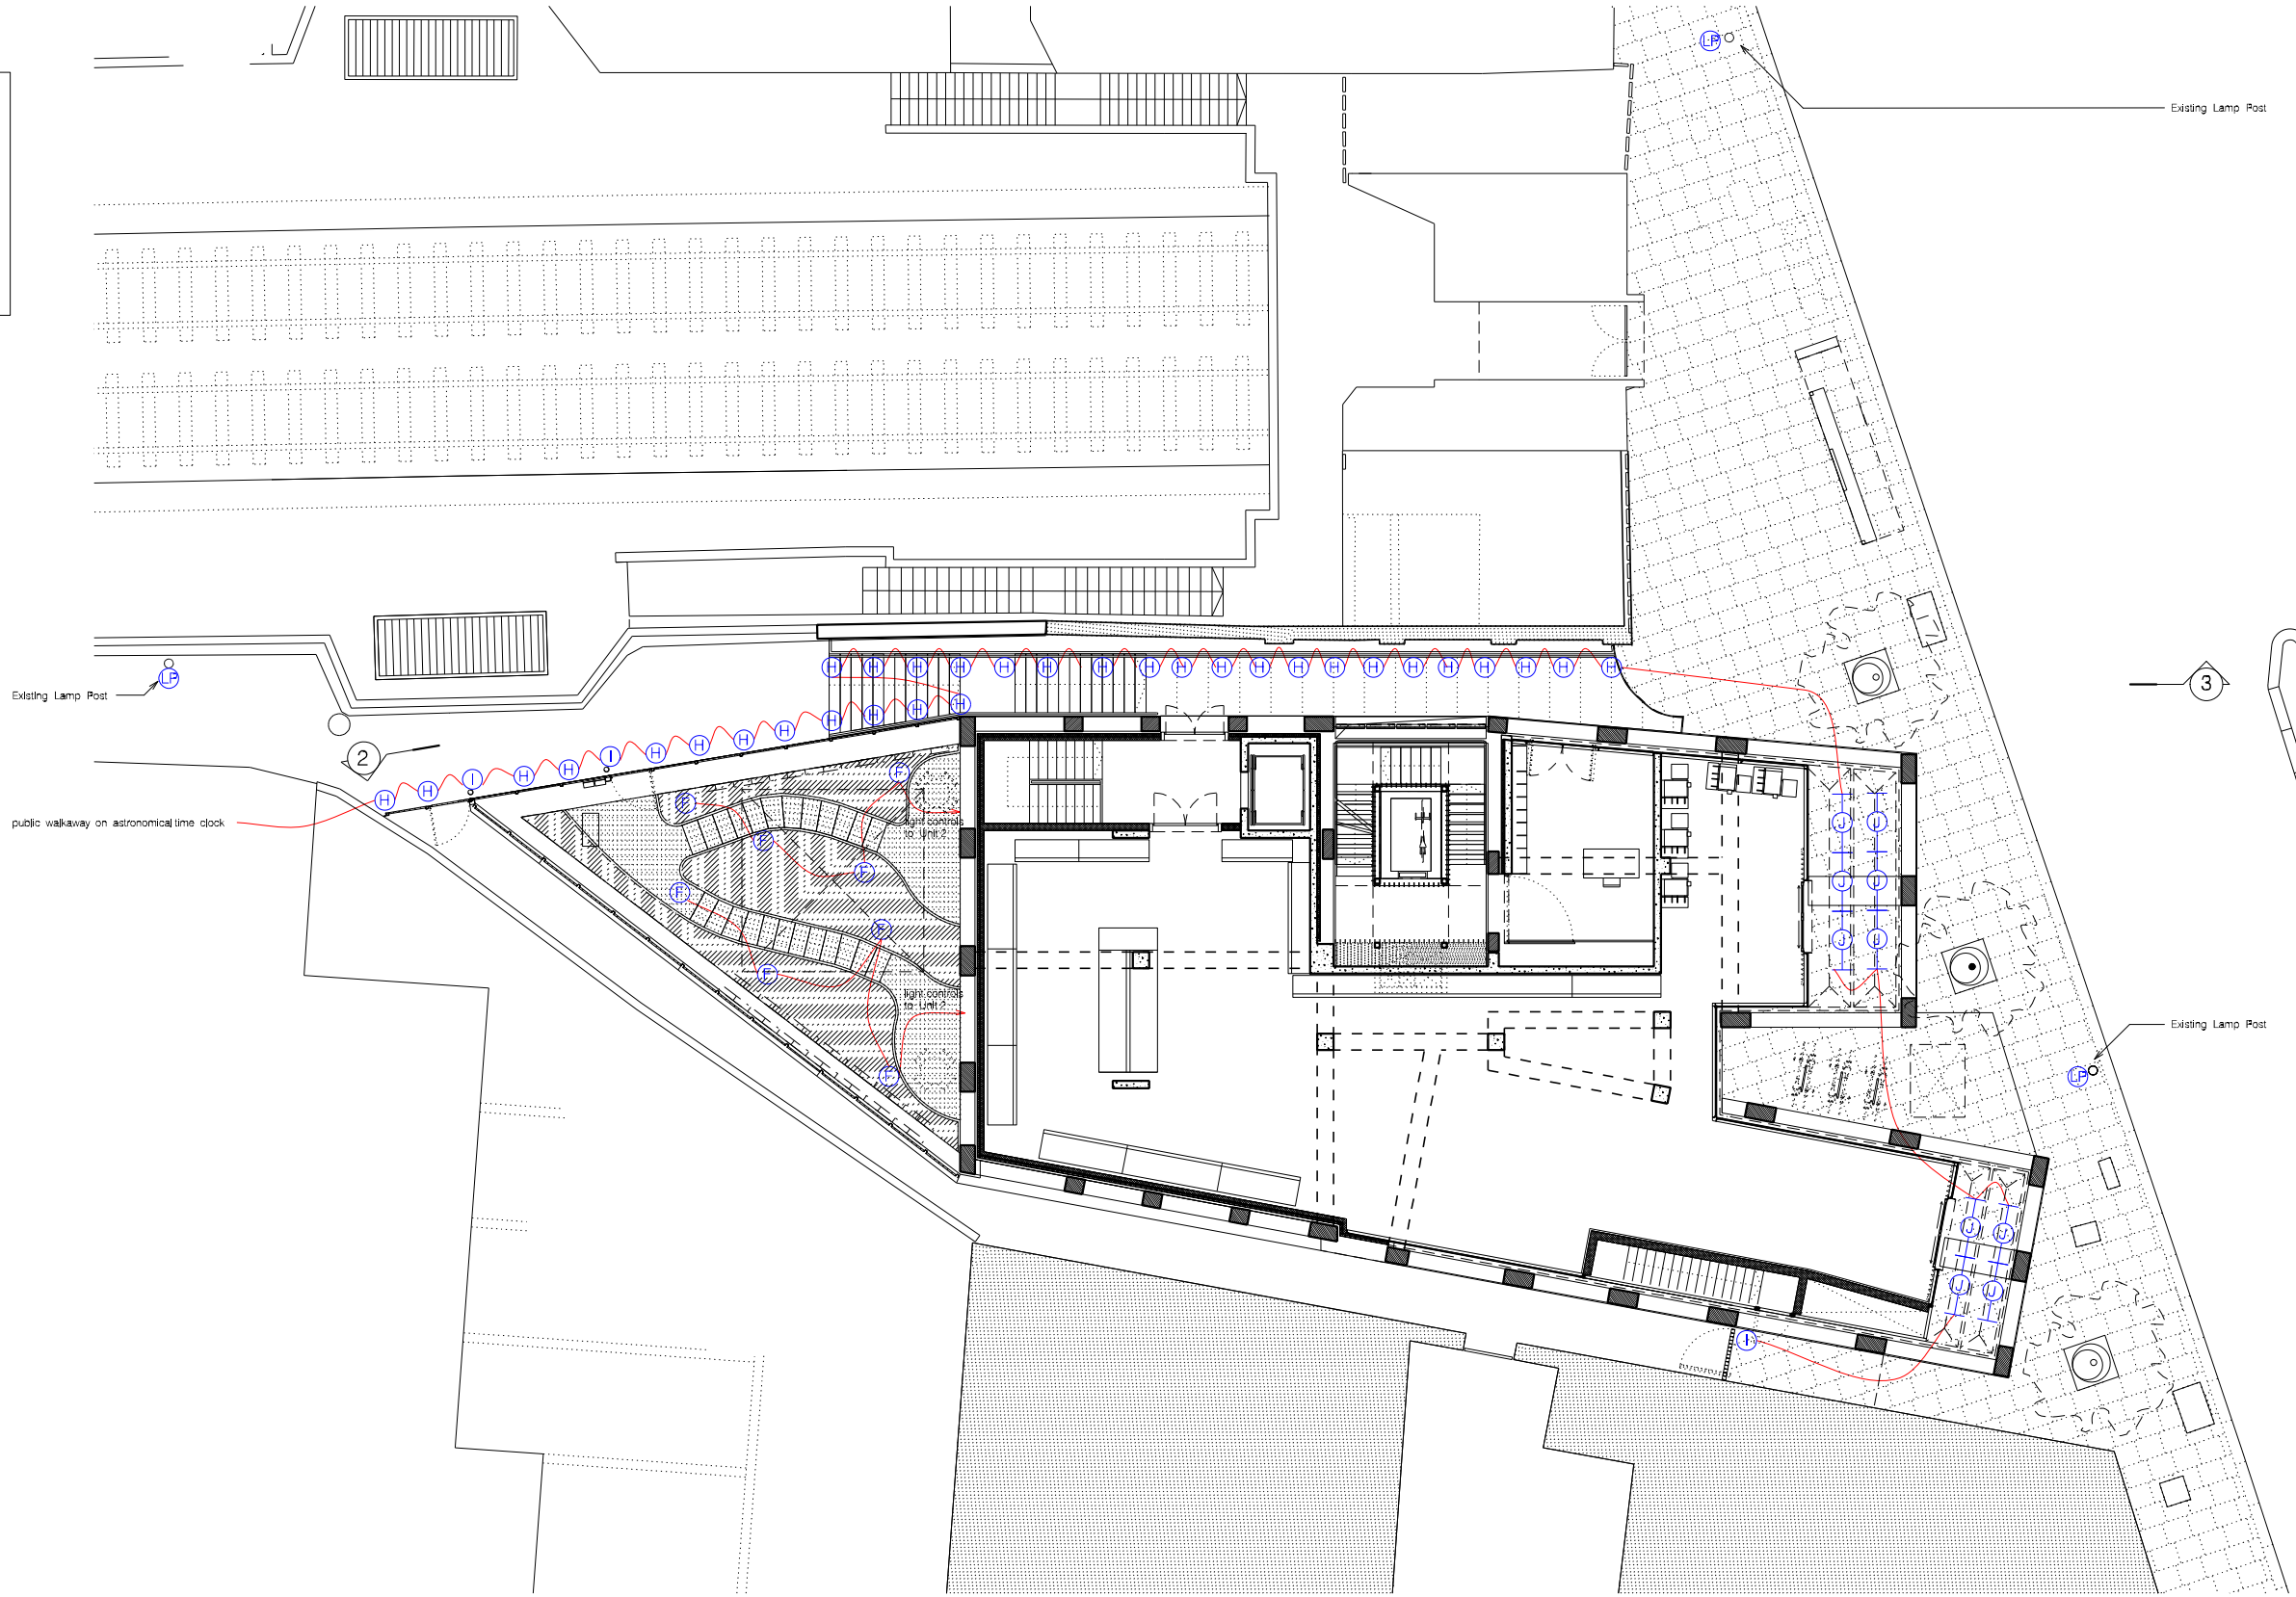 LP
Existing Lamp Post
H H H H H H H H H H H H H H H H H H H H H
LP
Existing Lamp Post
3
H
H H H
H H H H
2
I H H
H H I
H H
public walkaway on astronomical time clock
F
F
light controls
to Unit 2
F
F
F
F
F
light controls
to Unit 2
F
J J
J J
J J
Existing Lamp Post
LP
J J
J J
I